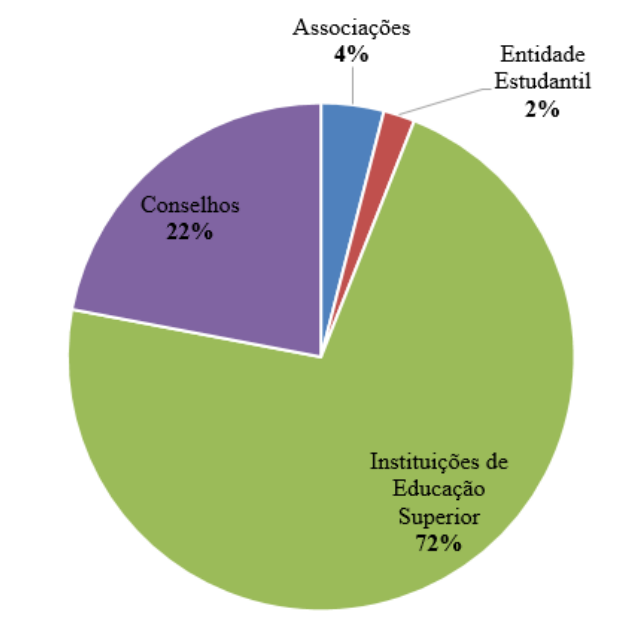 Associações
4%
Entidade
Estudantil
2%
Conselhos
22%
Instituições de
Educação
Superior
72%